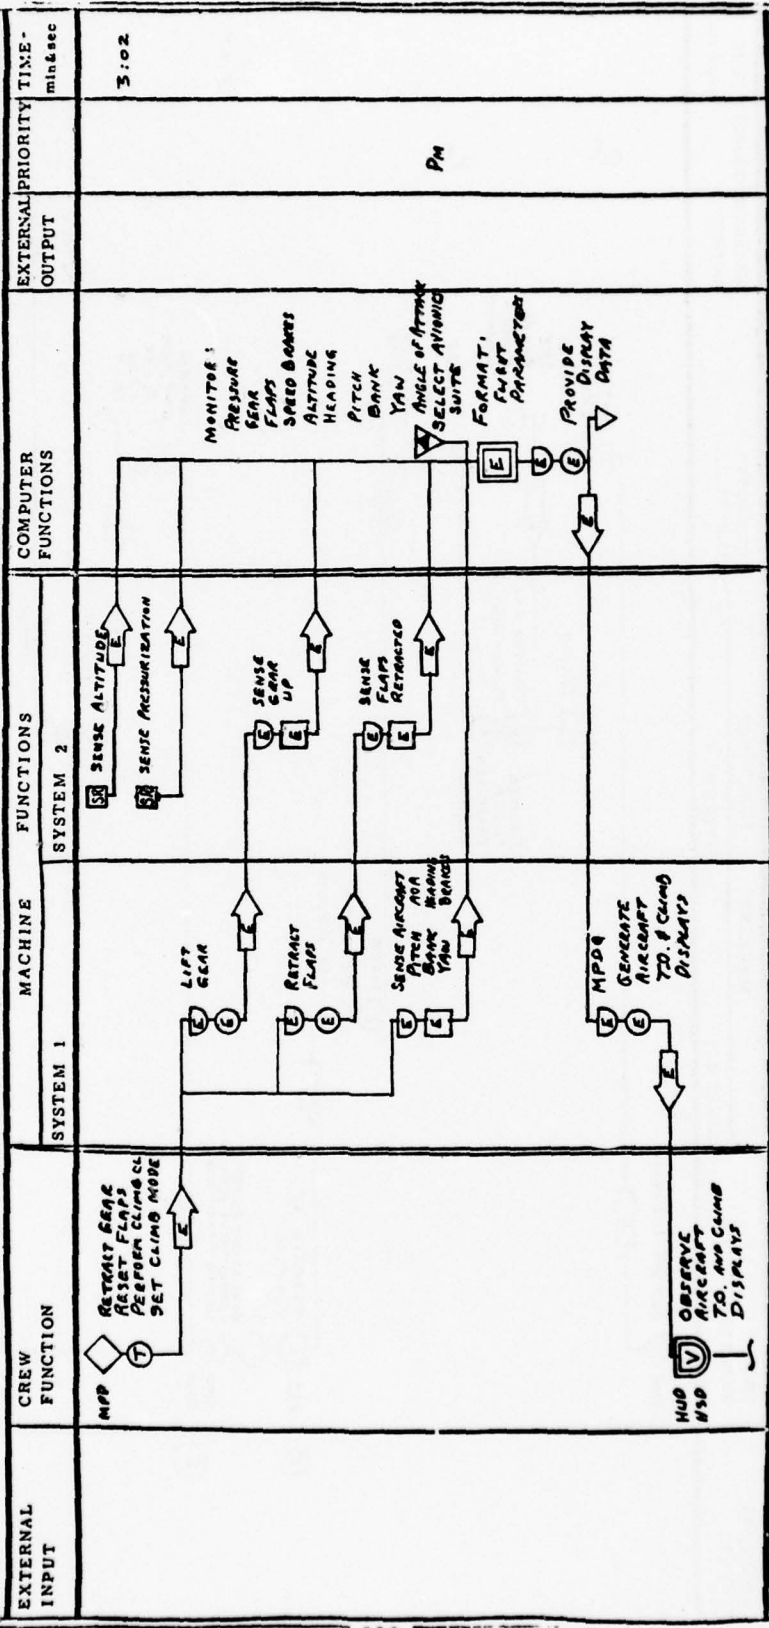 EXTERNAL
INPUT
CREW
FUNCTION
MACHINE FUNCTIONS
SYSTEM 1
SYSTEM 2
COMPUTER
FUNCTIONS
EXTERNAL
OUTPUT
PRIORITY
TIME-
min&sec
MPD
RETRACT GEAR
RESET FLAPS
PERFORM CLIMB CL
SET CLIMB MODE
T
E
LIFT
GEAR
E
E
E
RETRACT
FLAPS
E
E
E
SENSE AIRCRAFT
PITCH AOA
BANK HEADING
YAW BRAKES
E
E
E
SR SENSE ALTITUDE
E
SR SENSE PRESSURIZATION
E
SENSE
GEAR
UP
E
E
E
SENSE
FLAPS
RETRACTED
E
E
E
MONITOR:
PRESSURE
GEAR
FLAPS
SPEED BRAKES
ALTITUDE
HEADING
PITCH
BANK
YAW
ANGLE OF ATTACK
SELECT AVIONIC
SUITE
FORMAT:
PARAMETERS
E
E
E
PROVIDE
DISPLAY
DATA
E
MPDG
GENERATE
AIRCRAFT
T.O. & CLIMB
DISPLAYS
E
E
E
HUD
HSD
V
OBSERVE
AIRCRAFT
T.O. AND CLIMB
DISPLAYS
PM
3:02